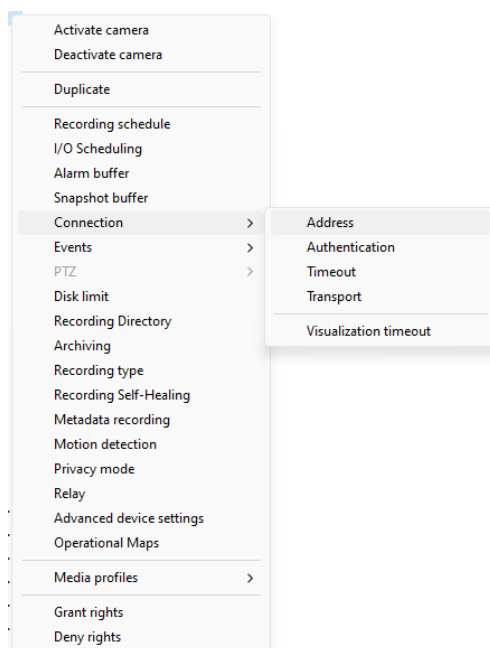 Activate camera
Deactivate camera
Duplicate
Recording schedule
I/O Scheduling
Alarm buffer
Snapshot buffer
Connection
Events
PTZ
Disk limit
Recording Directory
Archiving
Recording type
Recording Self-Healing
Metadata recording
Motion detection
Privacy mode
Relay
Advanced device settings
Operational Maps
Media profiles
Grant rights
Deny rights
Address
Authentication
Timeout
Transport
Visualization timeout